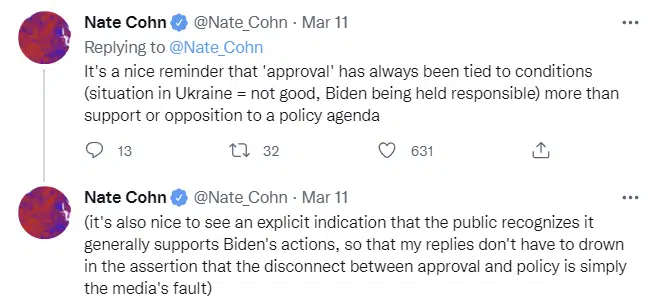 Nate Cohn @Nate_Cohn · Mar 11
Replying to @Nate_Cohn
It's a nice reminder that 'approval' has always been tied to conditions
(situation in Ukraine = not good, Biden being held responsible) more than
support or opposition to a policy agenda
13 32 631
Nate Cohn @Nate_Cohn · Mar 11
(it's also nice to see an explicit indication that the public recognizes it
generally supports Biden's actions, so that my replies don't have to drown
in the assertion that the disconnect between approval and policy is simply
the media's fault)